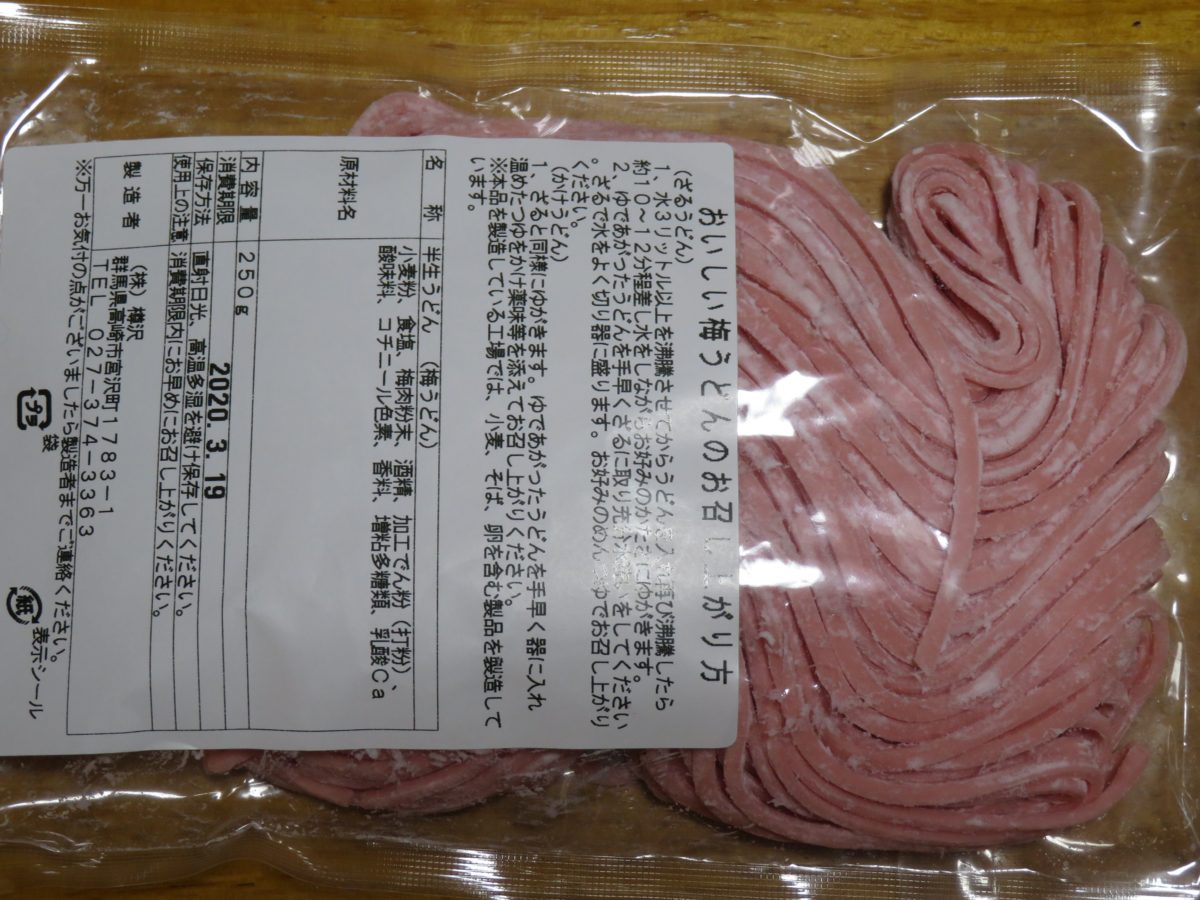 おいしい梅うどんのお召し上がり方
(ざるうどん)
1、水3リットル以上を沸騰させてからうどんを入れ再び沸騰したら
約10～12分程差し水をしながらお好みのかたさにゆがきます。
2、ゆであがったうどんを手早くざるに取り充分水洗いをしてください
。ざるで水をよく切り器に盛ります。お好みのめんつゆでお召し上がり
ください。
(かけうどん)
1、ざると同様にゆがきます。ゆであがったうどんを手早く器に入れ
温めたつゆをかけ薬味等を添えてお召し上がりください。
※本品を製造している工場では、小麦、そば、卵を含む製品を製造して
います。
名称 半生うどん (梅うどん)
原材料名 小麦粉、食塩、梅肉粉末、酒精、加工でん粉(打粉)、
酸味料、コチニール色素、香料、増粘多糖類、乳酸Ca
内容量 250g
消費期限 2020.3.19
保存方法 直射日光、高温多湿を避け保存してください。
使用上の注意 消費期限内にお早めにお召し上がりください。
製造者 (株)樽沢
群馬県高崎市宮沢町1783-1
TEL 027-374-3363
※万一お気付の点がございましたら製造者までご連絡ください。
プラ 袋
紙 表示シール